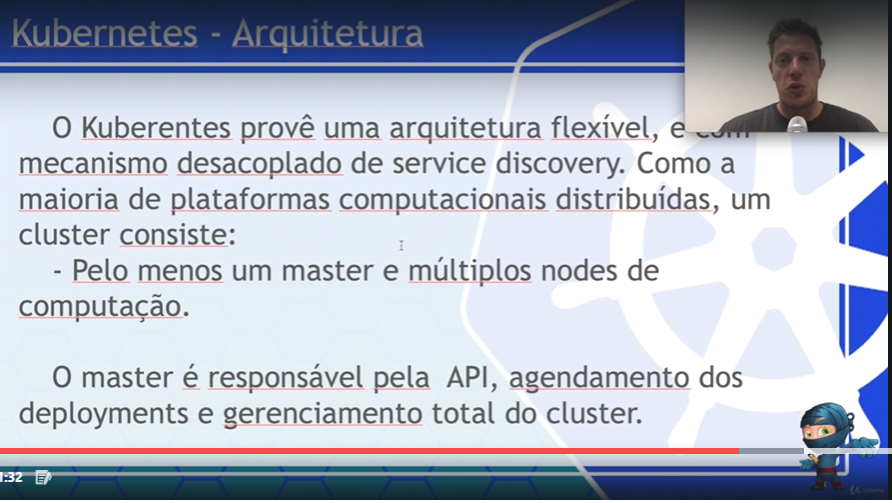 Kubernetes - Arquitetura
O Kuberentes provê uma arquitetura flexível, e com
mecanismo desacoplado de service discovery. Como a
maioria de plataformas computacionais distribuídas, um
cluster consiste:
- Pelo menos um master e múltiplos nodes de
computação.
O master é responsável pela API, agendamento dos
deployments e gerenciamento total do cluster.
:32